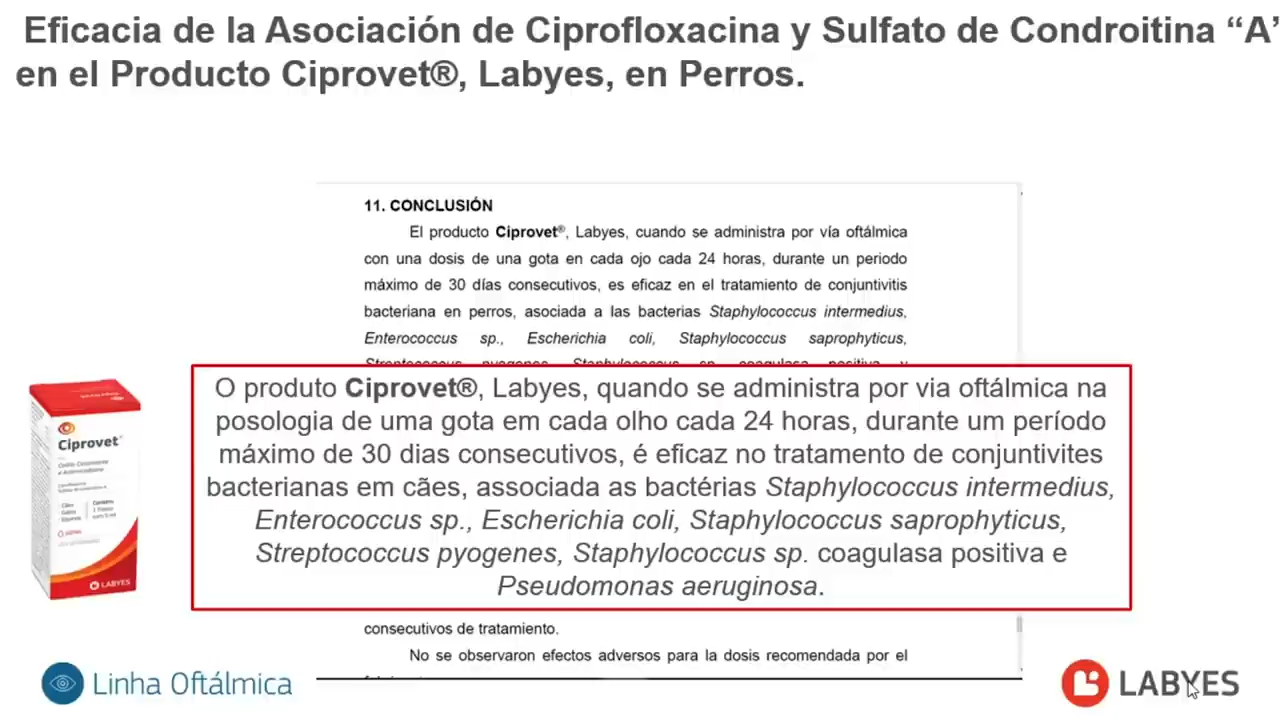 Eficacia de la Asociación de Ciprofloxacina y Sulfato de Condroitina “A”
en el Producto Ciprovet®, Labyes, en Perros.
11. CONCLUSIÓN
El producto Ciprovet®, Labyes, cuando se administra por vía oftálmica
con una dosis de una gota en cada ojo cada 24 horas, durante un periodo
máximo de 30 días consecutivos, es eficaz en el tratamiento de conjuntivitis
bacteriana en perros, asociada a las bacterias Staphylococcus intermedius,
Enterococcus sp., Escherichia coli, Staphylococcus saprophyticus,
Streptococcus pyogenes, Staphylococcus sp. coagulasa positiva y
O produto Ciprovet®, Labyes, quando se administra por via oftálmica na
posologia de uma gota em cada olho cada 24 horas, durante um período
máximo de 30 dias consecutivos, é eficaz no tratamento de conjuntivites
bacterianas em cães, associada as bactérias Staphylococcus intermedius,
Enterococcus sp., Escherichia coli, Staphylococcus saprophyticus,
Streptococcus pyogenes, Staphylococcus sp. coagulasa positiva e
Pseudomonas aeruginosa.
consecutivos de tratamiento.
No se observaron efectos adversos para la dosis recomendada por el
Ciprovet
LABYES
Linha Oftálmica
LABYES